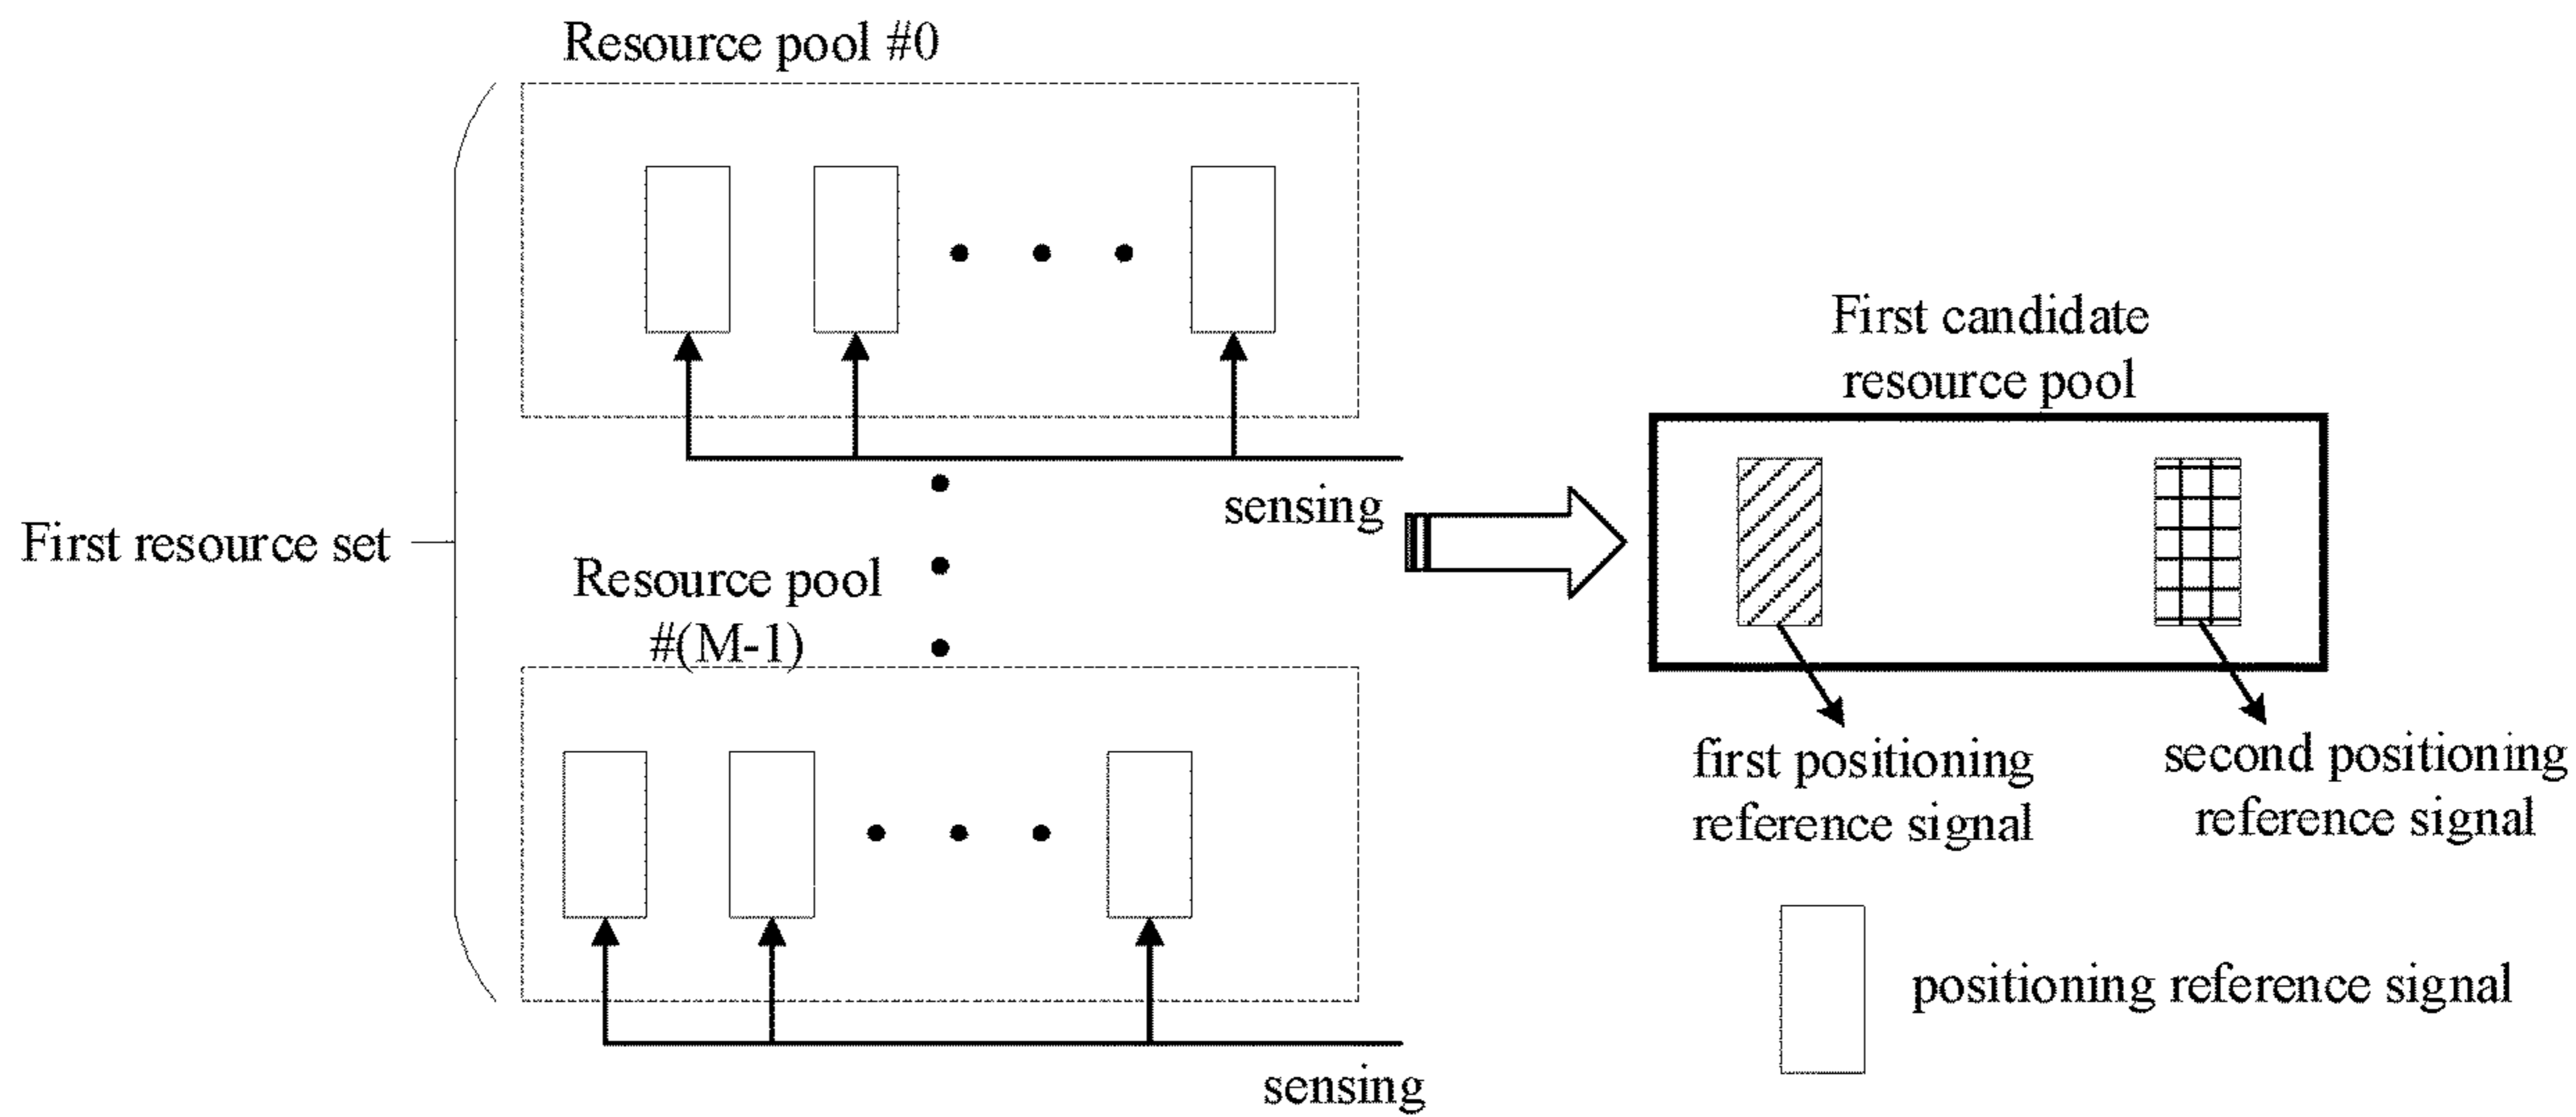 Resource pool #0
First resource set
sensing
Resource pool
#(M-1)
sensing
First candidate
resource pool
first positioning
reference signal
second positioning
reference signal
positioning reference signal